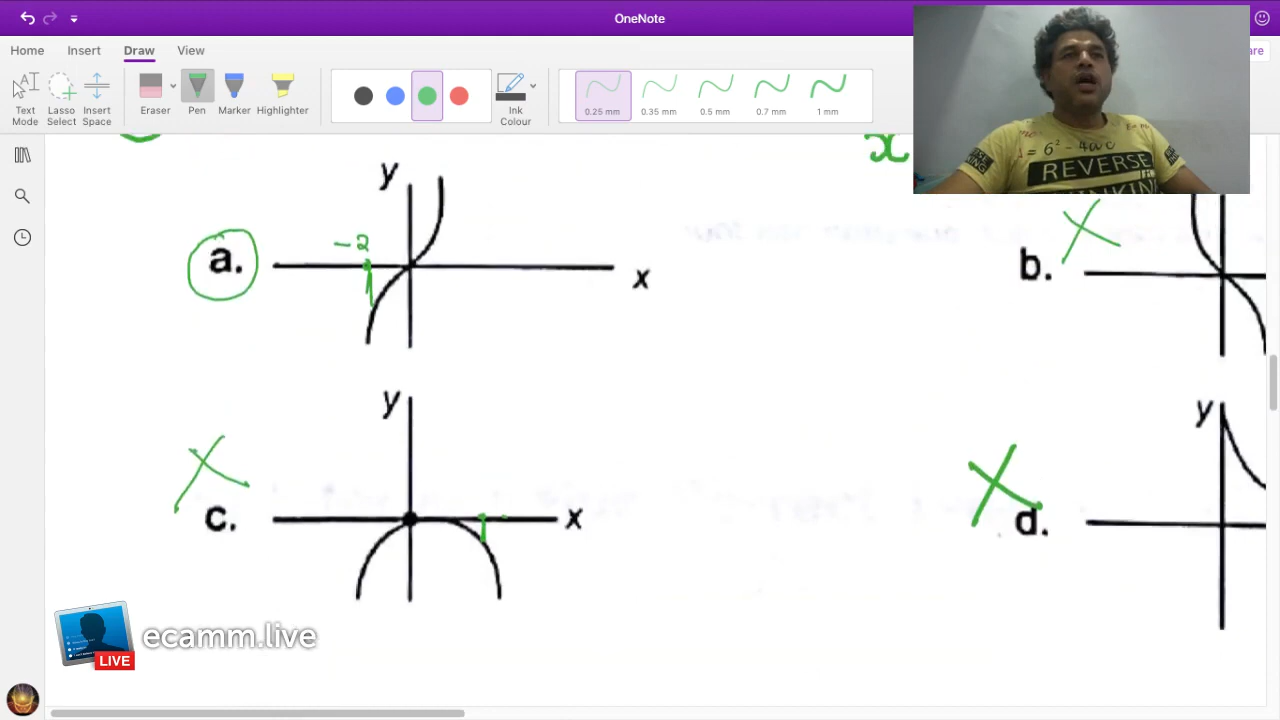 OneNote
Home Insert Draw View
are
Text Mode
Lasso Select
Insert Space
Eraser
Pen
Marker
Highlighter
Ink Colour
0.25 mm
0.35 mm
0.5 mm
0.7 mm
1 mm
REVERSE
x
y
-2
a.
x
b.
y
c.
x
y
d.
ecamm.live
LIVE